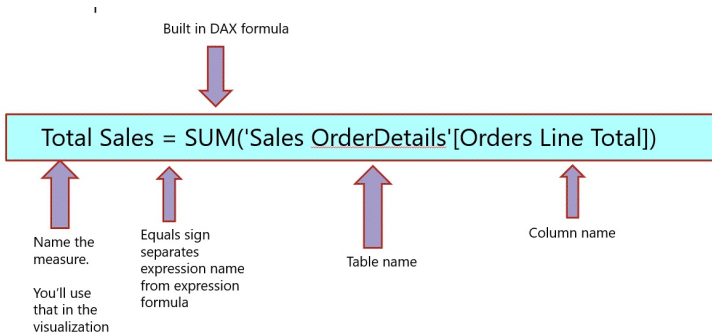 Built in DAX formula
Total Sales = SUM('Sales OrderDetails'[Orders Line Total])
Name the
measure.
You'll use
that in the
visualization
Equals sign
separates
expression name
from expression
formula
Table name
Column name